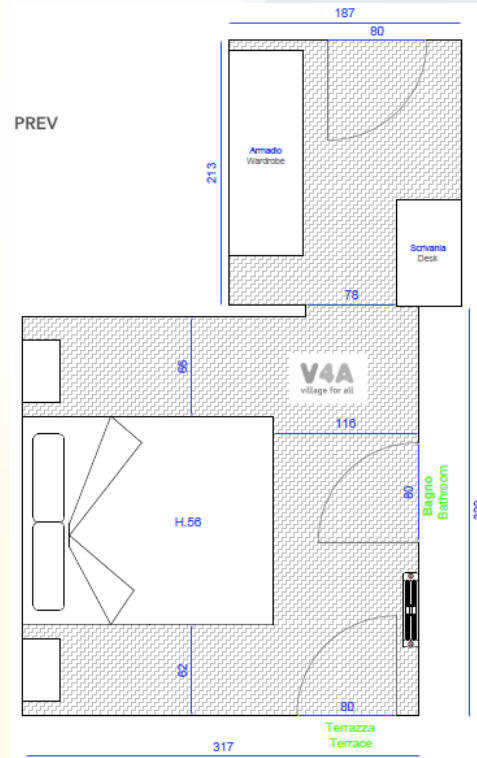 187
80
PREV
213
Armadio
Wardrobe
Scrivania
Desk
78
66
V4A
village for all
116
80
Bagno
Bathroom
H.56
62
80
Terrazza
Terrace
317